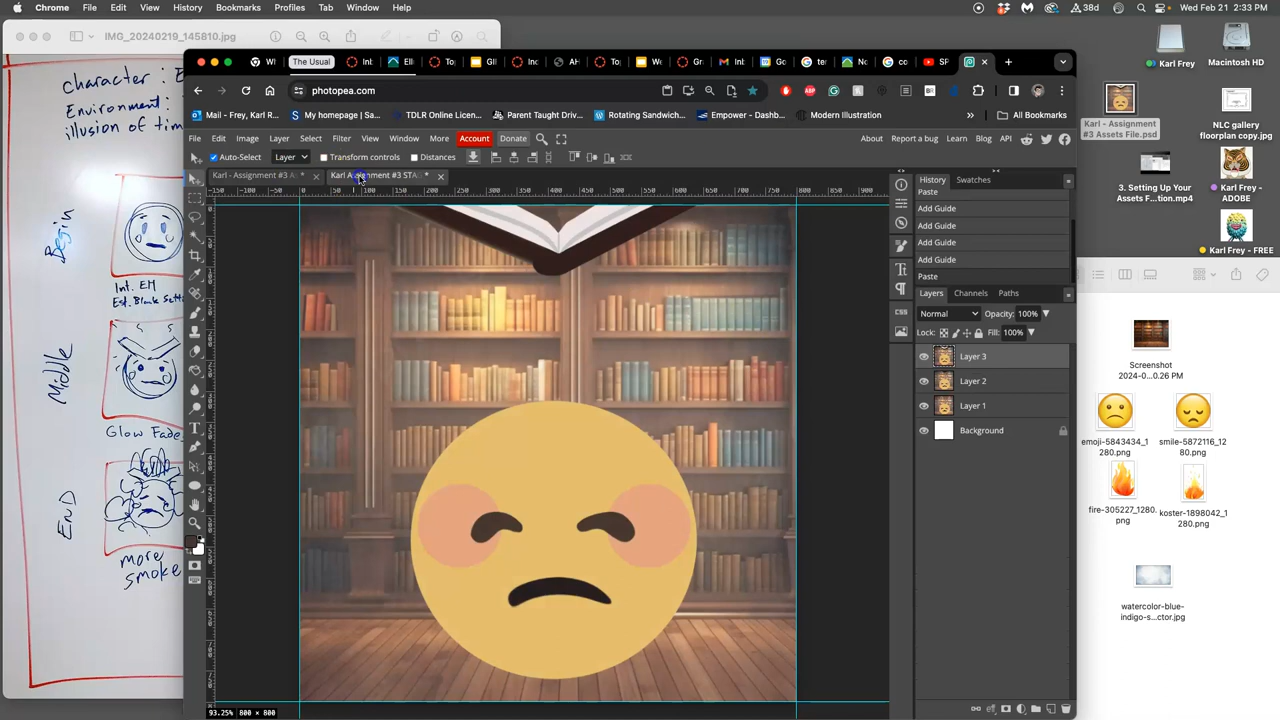 Chrome File Edit View History Bookmarks Profiles Tab Window Help
38d Wed Feb 21 2:33 PM
IMG_20240219_145810.jpg
The Usual
photopea.com
Mail - Frey, Karl (... My homepage | Sa... TDLR Online Licen... Parent Taught Driv... Rotating Swatches... Empower - Dashb... Modern Illustration All Bookmarks
File Edit Image Layer Select Filter View Window More Account Donate About Report a bug Learn Blog API
Auto-Select Layer Transform controls Distances
Karl - Assignment #3 A * Karl Assignment #3 STA *
History Swatches
Paste
Add Guide
Add Guide
Add Guide
Add Guide
Paste
Layers Channels Paths
Normal Opacity: 100%
Lock: Fill: 100%
Layer 3
Layer 2
Layer 1
Background
CSS
93.25% 800 x 800
character : E
Environment :
illusion of tim
Begin
Int. EM
Middle
Glow Fade
END
more
smoke
Karl Frey
Macintosh HD
Karl - Assignment
#3 Assets File.psd
NLC gallery
floorplan copy.jpg
3. Setting Up Your
Assets F...tion.mp4
Karl Frey -
ADOBE
Karl Frey - FREE
Screenshot
2024-0...0.26 PM
emoji-5843434_1
280.png
smile-5872116_12
80.png
fire-305227_1280.
png
koster-1898042_1
280.png
watercolor-blue-
indigo-s...ctor.jpg